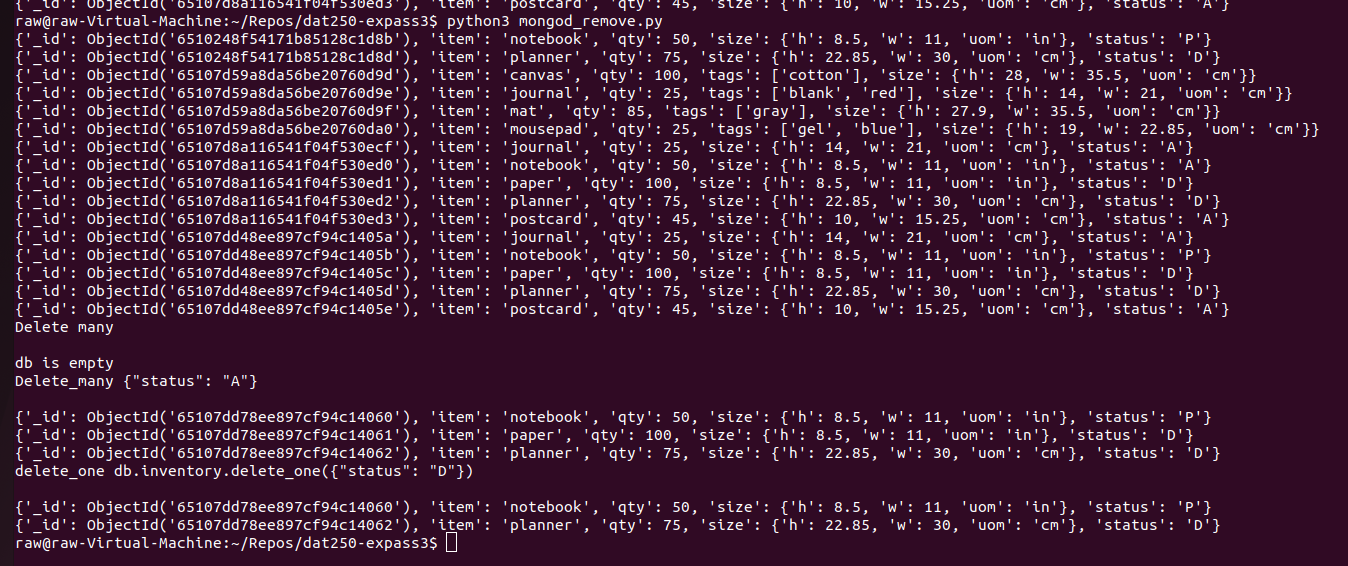 {'_id': ObjectId('65107d8a116541f04f530ed3'), 'item': 'postcard', 'qty': 45, 'size': {'h': 10, 'w': 15.25, 'uom': 'cm'}, 'status': 'A'}
raw@raw-Virtual-Machine:~/Repos/dat250-expass3$ python3 mongod_remove.py
{'_id': ObjectId('6510248f54171b85128c1d8b'), 'item': 'notebook', 'qty': 50, 'size': {'h': 8.5, 'w': 11, 'uom': 'in'}, 'status': 'P'}
{'_id': ObjectId('6510248f54171b85128c1d8d'), 'item': 'planner', 'qty': 75, 'size': {'h': 22.85, 'w': 30, 'uom': 'cm'}, 'status': 'D'}
{'_id': ObjectId('65107d59a8da56be20760d9d'), 'item': 'canvas', 'qty': 100, 'tags': ['cotton'], 'size': {'h': 28, 'w': 35.5, 'uom': 'cm'}}
{'_id': ObjectId('65107d59a8da56be20760d9e'), 'item': 'journal', 'qty': 25, 'tags': ['blank', 'red'], 'size': {'h': 14, 'w': 21, 'uom': 'cm'}}
{'_id': ObjectId('65107d59a8da56be20760d9f'), 'item': 'mat', 'qty': 85, 'tags': ['gray'], 'size': {'h': 27.9, 'w': 35.5, 'uom': 'cm'}}
{'_id': ObjectId('65107d59a8da56be20760da0'), 'item': 'mousepad', 'qty': 25, 'tags': ['gel', 'blue'], 'size': {'h': 19, 'w': 22.85, 'uom': 'cm'}}
{'_id': ObjectId('65107d8a116541f04f530ecf'), 'item': 'journal', 'qty': 25, 'size': {'h': 14, 'w': 21, 'uom': 'cm'}, 'status': 'A'}
{'_id': ObjectId('65107d8a116541f04f530ed0'), 'item': 'notebook', 'qty': 50, 'size': {'h': 8.5, 'w': 11, 'uom': 'in'}, 'status': 'A'}
{'_id': ObjectId('65107d8a116541f04f530ed1'), 'item': 'paper', 'qty': 100, 'size': {'h': 8.5, 'w': 11, 'uom': 'in'}, 'status': 'D'}
{'_id': ObjectId('65107d8a116541f04f530ed2'), 'item': 'planner', 'qty': 75, 'size': {'h': 22.85, 'w': 30, 'uom': 'cm'}, 'status': 'D'}
{'_id': ObjectId('65107d8a116541f04f530ed3'), 'item': 'postcard', 'qty': 45, 'size': {'h': 10, 'w': 15.25, 'uom': 'cm'}, 'status': 'A'}
{'_id': ObjectId('65107dd48ee897cf94c1405a'), 'item': 'journal', 'qty': 25, 'size': {'h': 14, 'w': 21, 'uom': 'cm'}, 'status': 'A'}
{'_id': ObjectId('65107dd48ee897cf94c1405b'), 'item': 'notebook', 'qty': 50, 'size': {'h': 8.5, 'w': 11, 'uom': 'in'}, 'status': 'P'}
{'_id': ObjectId('65107dd48ee897cf94c1405c'), 'item': 'paper', 'qty': 100, 'size': {'h': 8.5, 'w': 11, 'uom': 'in'}, 'status': 'D'}
{'_id': ObjectId('65107dd48ee897cf94c1405d'), 'item': 'planner', 'qty': 75, 'size': {'h': 22.85, 'w': 30, 'uom': 'cm'}, 'status': 'D'}
{'_id': ObjectId('65107dd48ee897cf94c1405e'), 'item': 'postcard', 'qty': 45, 'size': {'h': 10, 'w': 15.25, 'uom': 'cm'}, 'status': 'A'}
Delete many
db is empty
Delete_many {"status": "A"}
{'_id': ObjectId('65107dd78ee897cf94c14060'), 'item': 'notebook', 'qty': 50, 'size': {'h': 8.5, 'w': 11, 'uom': 'in'}, 'status': 'P'}
{'_id': ObjectId('65107dd78ee897cf94c14061'), 'item': 'paper', 'qty': 100, 'size': {'h': 8.5, 'w': 11, 'uom': 'in'}, 'status': 'D'}
{'_id': ObjectId('65107dd78ee897cf94c14062'), 'item': 'planner', 'qty': 75, 'size': {'h': 22.85, 'w': 30, 'uom': 'cm'}, 'status': 'D'}
delete_one db.inventory.delete_one({"status": "D"})
{'_id': ObjectId('65107dd78ee897cf94c14060'), 'item': 'notebook', 'qty': 50, 'size': {'h': 8.5, 'w': 11, 'uom': 'in'}, 'status': 'P'}
{'_id': ObjectId('65107dd78ee897cf94c14062'), 'item': 'planner', 'qty': 75, 'size': {'h': 22.85, 'w': 30, 'uom': 'cm'}, 'status': 'D'}
raw@raw-Virtual-Machine:~/Repos/dat250-expass3$